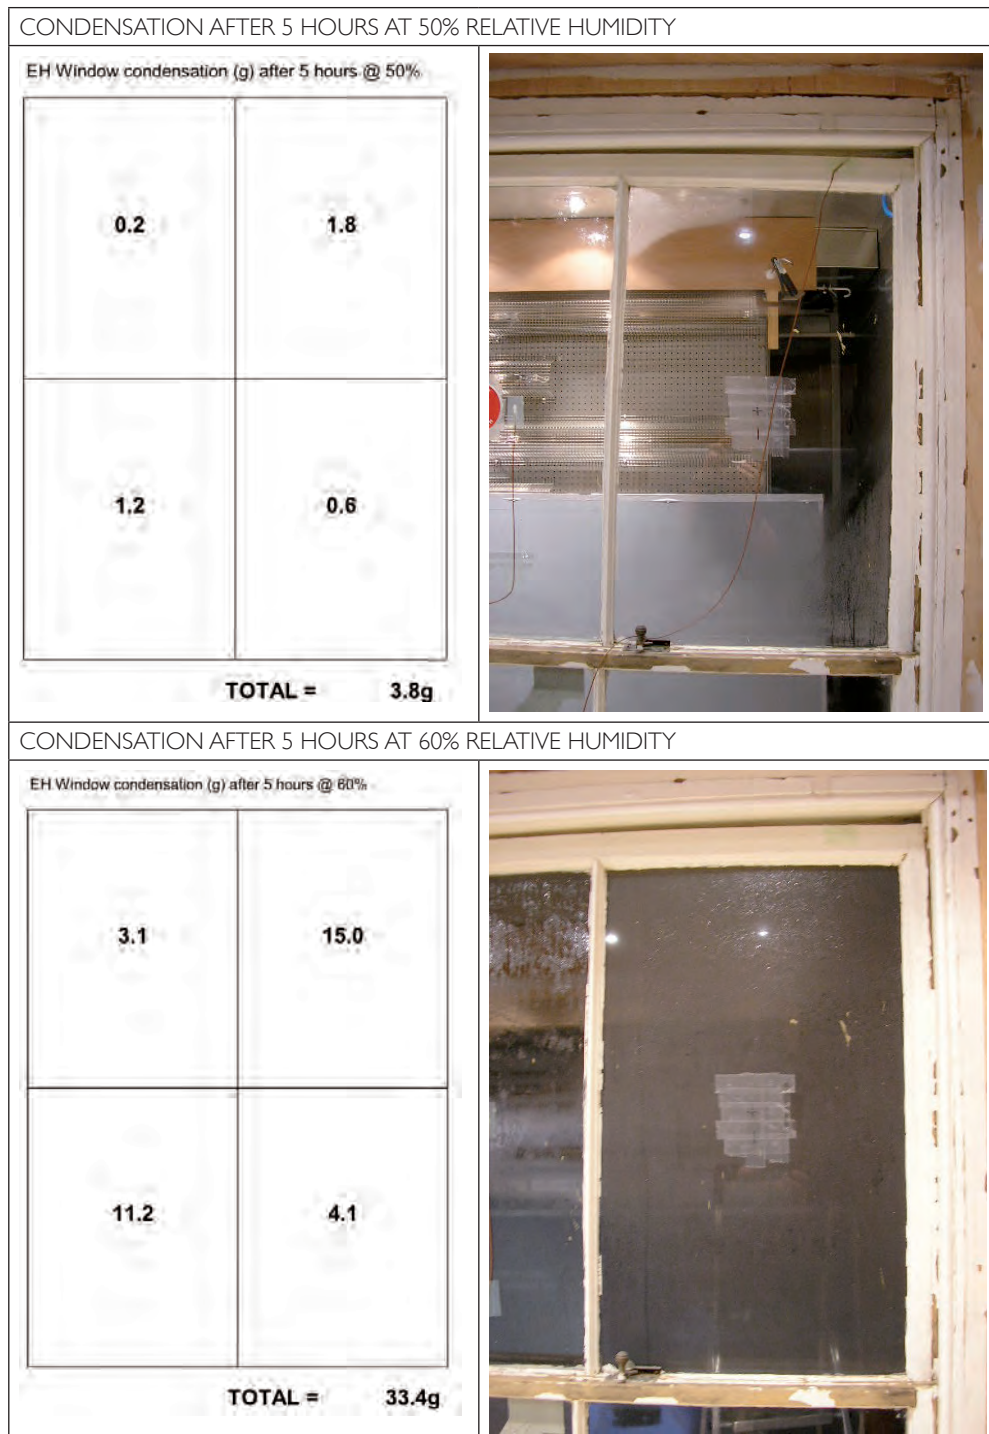 CONDENSATION AFTER 5 HOURS AT 50% RELATIVE HUMIDITY
EH Window condensation (g) after 5 hours @ 50%
0.2 1.8
1.2 0.6
TOTAL = 3.8g
CONDENSATION AFTER 5 HOURS AT 60% RELATIVE HUMIDITY
EH Window condensation (g) after 5 hours @ 60%
3.1 15.0
11.2 4.1
TOTAL = 33.4g